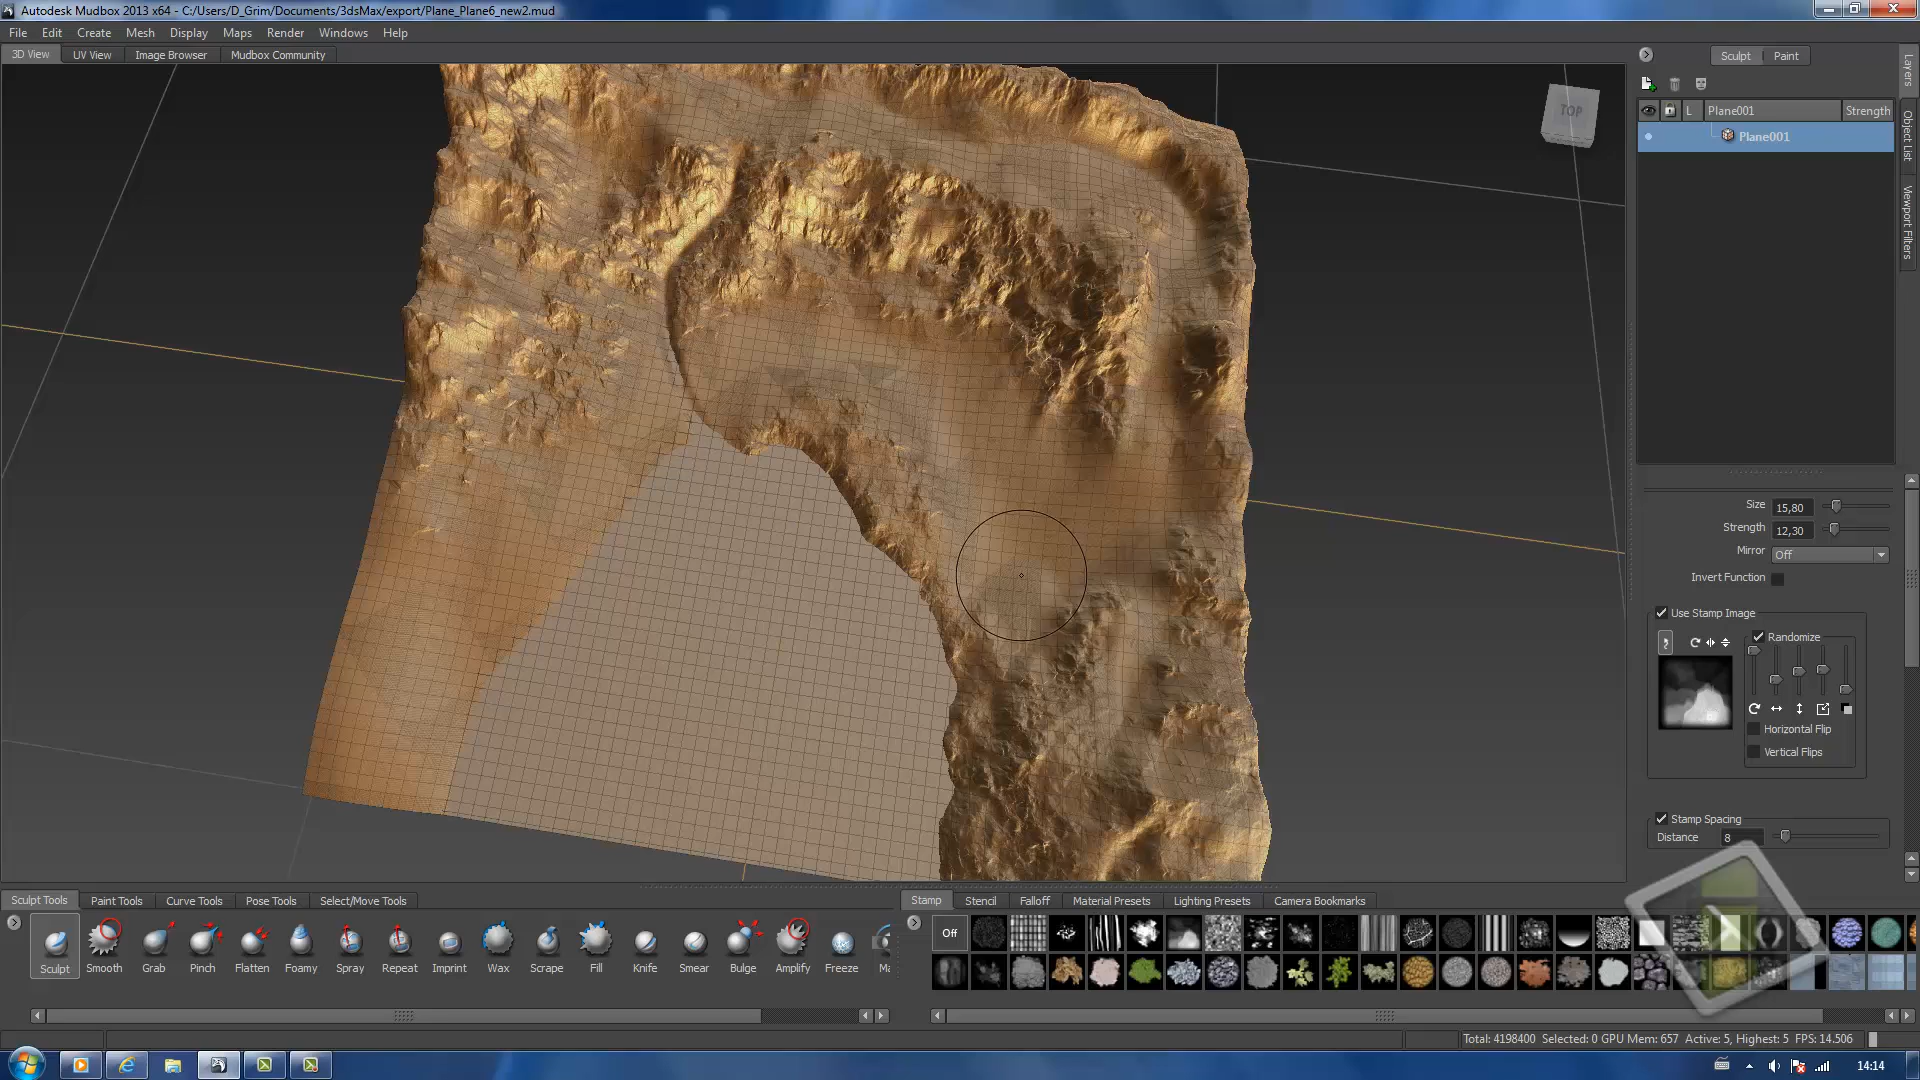 Autodesk Mudbox 2013 x64 - C:/Users/D_Grim/Documents/3dsMax/export/Plane_Plane6_new2.mud
File Edit Create Mesh Display Maps Render Windows Help
3D View UV View Image Browser Mudbox Community
Sculpt Paint
Layers
Object List
Viewport Filters
TOP
L Plane001 Strength
Plane001
Size 15,80
Strength 12,30
Mirror Off
Invert Function
Use Stamp Image
Randomize
Horizontal Flip
Vertical Flips
Stamp Spacing
Distance 8
Sculpt Tools Paint Tools Curve Tools Pose Tools Select/Move Tools
Stamp Stencil Falloff Material Presets Lighting Presets Camera Bookmarks
Off
Sculpt Smooth Grab Pinch Flatten Foamy Spray Repeat Imprint Wax Scrape Fill Knife Smear Bulge Amplify Freeze
Total: 4198400 Selected: 0 GPU Mem: 657 Active: 5, Highest: 5 FPS: 14.506
14:14